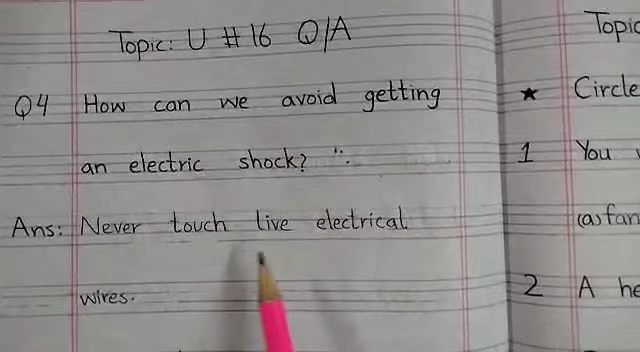 Topic: U # 16 Q/A
Q4 How can we avoid getting
an electric shock?
Ans: Never touch live electrical
wires.
Topic
★ Circle
1 You
(a) fan
2 A he